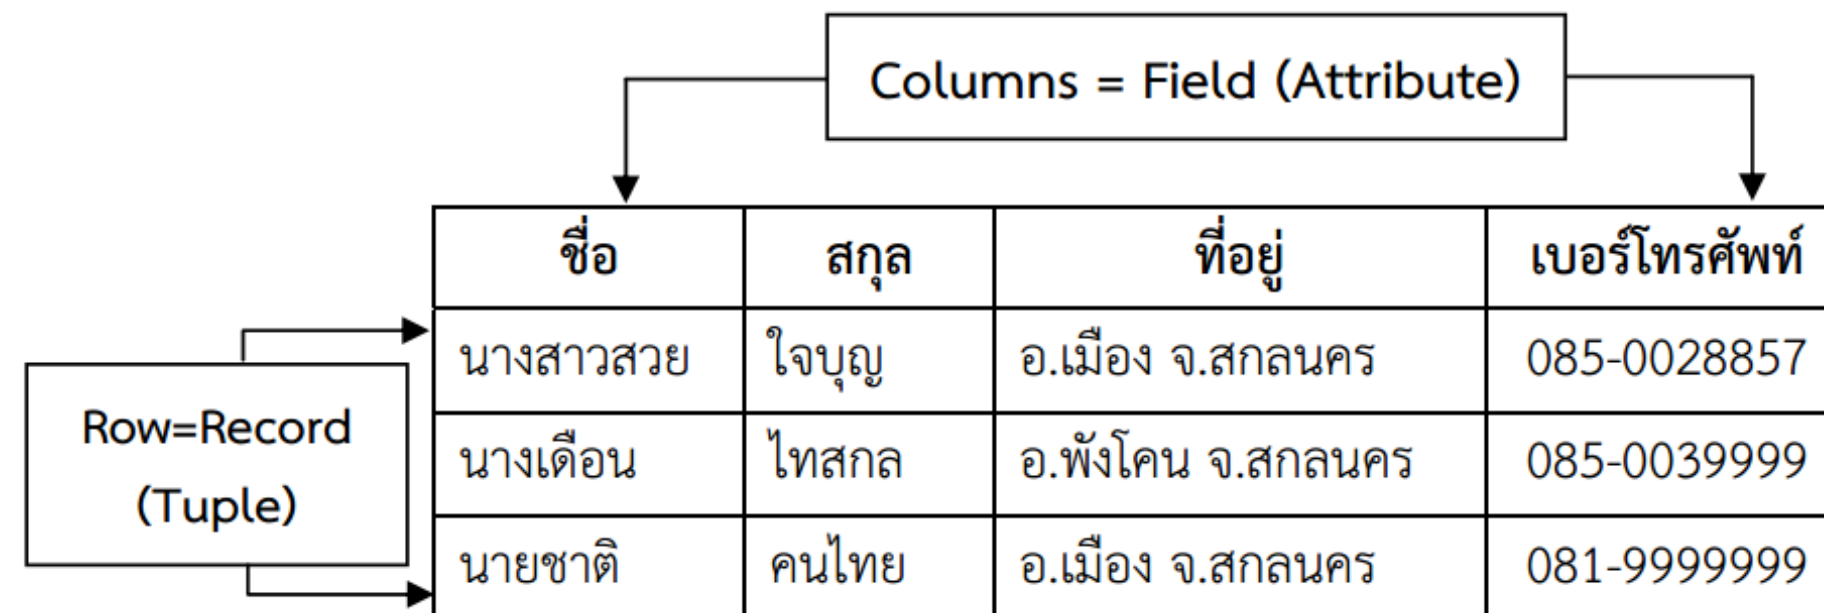 Columns = Field (Attribute)
ชื่อ สกุล ที่อยู่ เบอร์โทรศัพท์
นางสาวสวย ใจบุญ อ.เมือง จ.สกลนคร 085-0028857
Row=Record
(Tuple)
นางเดือน ไทสกล อ.พังโคน จ.สกลนคร 085-0039999
นายชาติ คนไทย อ.เมือง จ.สกลนคร 081-9999999